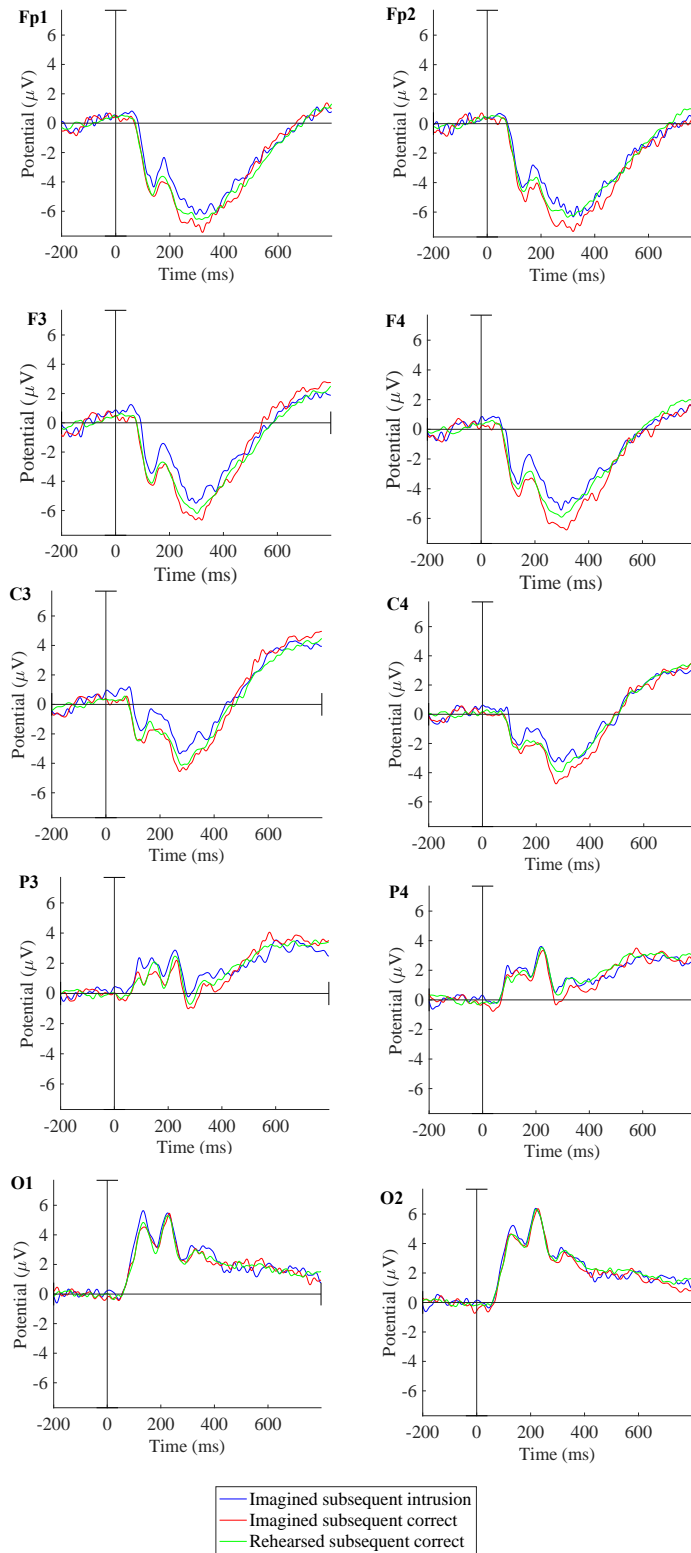 Fp1
Potential (μV)
6
4
2
0
-2
-4
-6
-200 0 200 400 600
Time (ms)
Fp2
Potential (μV)
6
4
2
0
-2
-4
-6
-200 0 200 400 600
Time (ms)
F3
Potential (μV)
6
4
2
0
-2
-4
-6
-200 0 200 400 600
Time (ms)
F4
Potential (μV)
6
4
2
0
-2
-4
-6
-200 0 200 400 600
Time (ms)
C3
Potential (μV)
6
4
2
0
-2
-4
-6
-200 0 200 400 600
Time (ms)
C4
Potential (μV)
6
4
2
0
-2
-4
-6
-200 0 200 400 600
Time (ms)
P3
Potential (μV)
6
4
2
0
-2
-4
-6
-200 0 200 400 600
Time (ms)
P4
Potential (μV)
6
4
2
0
-2
-4
-6
-200 0 200 400 600
Time (ms)
O1
Potential (μV)
6
4
2
0
-2
-4
-6
-200 0 200 400 600
Time (ms)
O2
Potential (μV)
6
4
2
0
-2
-4
-6
-200 0 200 400 600
Time (ms)
Imagined subsequent intrusion
Imagined subsequent correct
Rehearsed subsequent correct